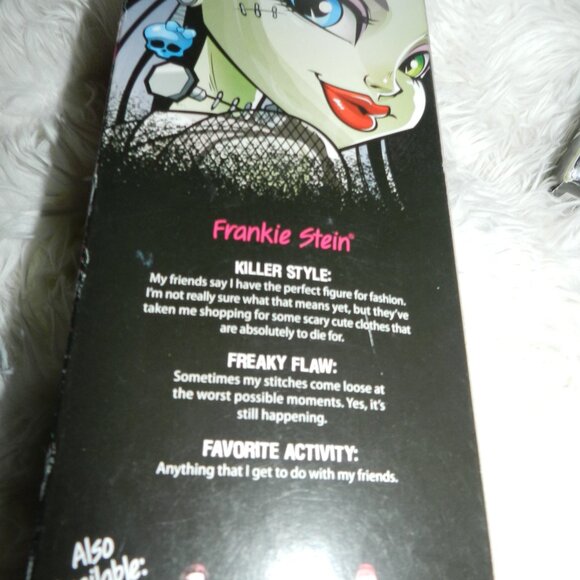 Frankie Stein®
KILLER STYLE:
My friends say I have the perfect figure for fashion.
I'm not really sure what that means yet, but they've
taken me shopping for some scary cute clothes that
are absolutely to die for.
FREAKY FLAW:
Sometimes my stitches come loose at
the worst possible moments. Yes, it's
still happening.
FAVORITE ACTIVITY:
Anything that I get to do with my friends.
Also